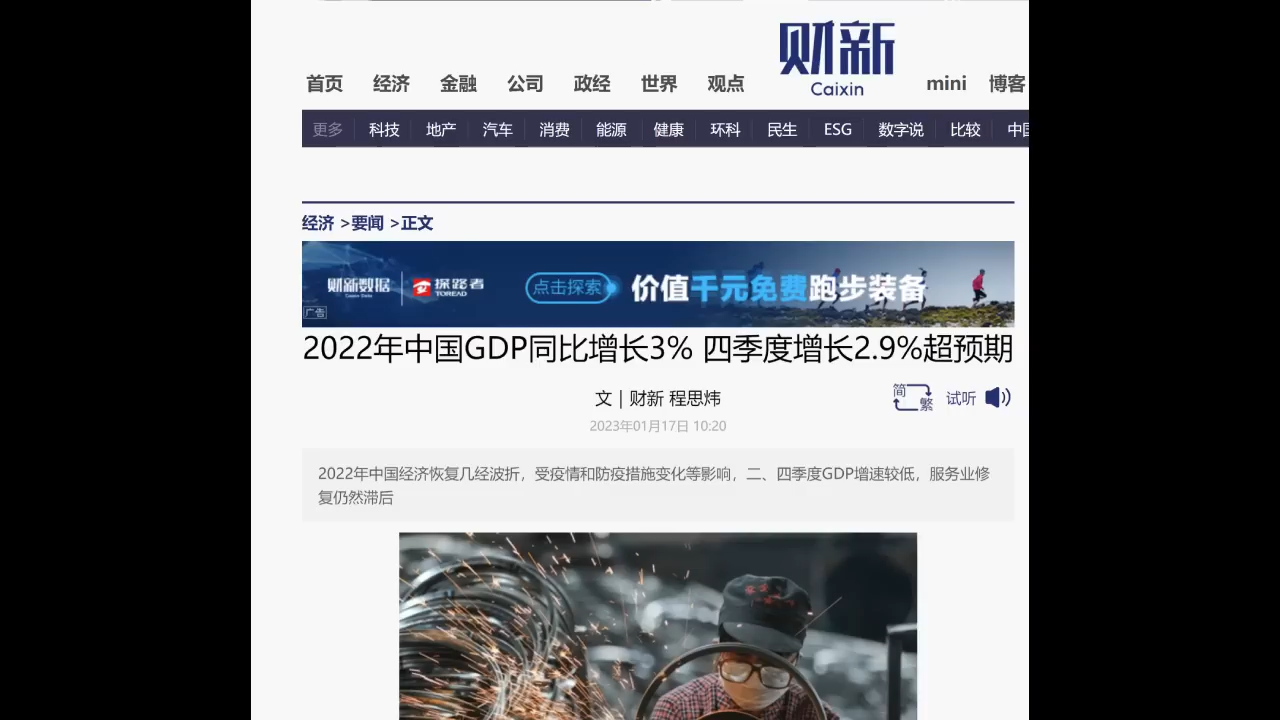 财新
Caixin
首页 经济 金融 公司 政经 世界 观点 mini 博客
更多 科技 地产 汽车 消费 能源 健康 环科 民生 ESG 数字说 比较
经济 >要闻 >正文
财新数据 探路者 TOREAD 点击探索 价值千元免费跑步装备
广告
2022年中国GDP同比增长3% 四季度增长2.9%超预期
文 | 财新 程思炜 简 繁 试听
2023年01月17日 10:20
2022年中国经济恢复几经波折，受疫情和防疫措施变化等影响，二、四季度GDP增速较低，服务业修
复仍然滞后